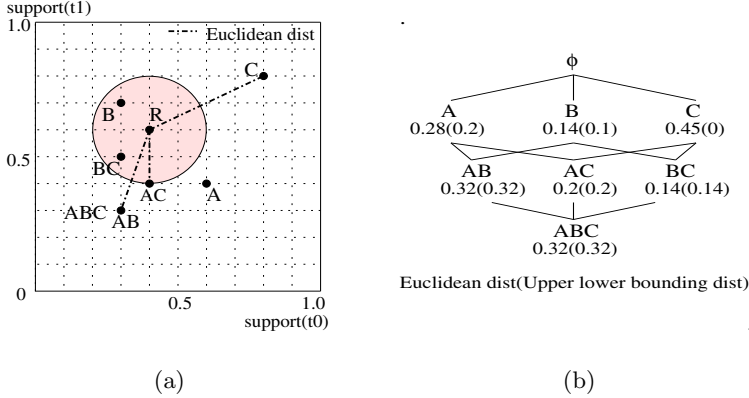 support(t1)
1.0
Euclidean dist
C
B
R
0.5
BC
AC
A
ABC
AB
0
0.5
1.0
support(t0)
(a)
ϕ
A B C
0.28(0.2) 0.14(0.1) 0.45(0)
AB AC BC
0.32(0.32) 0.2(0.2) 0.14(0.14)
ABC
0.32(0.32)
Euclidean dist(Upper lower bounding dist)
(b)